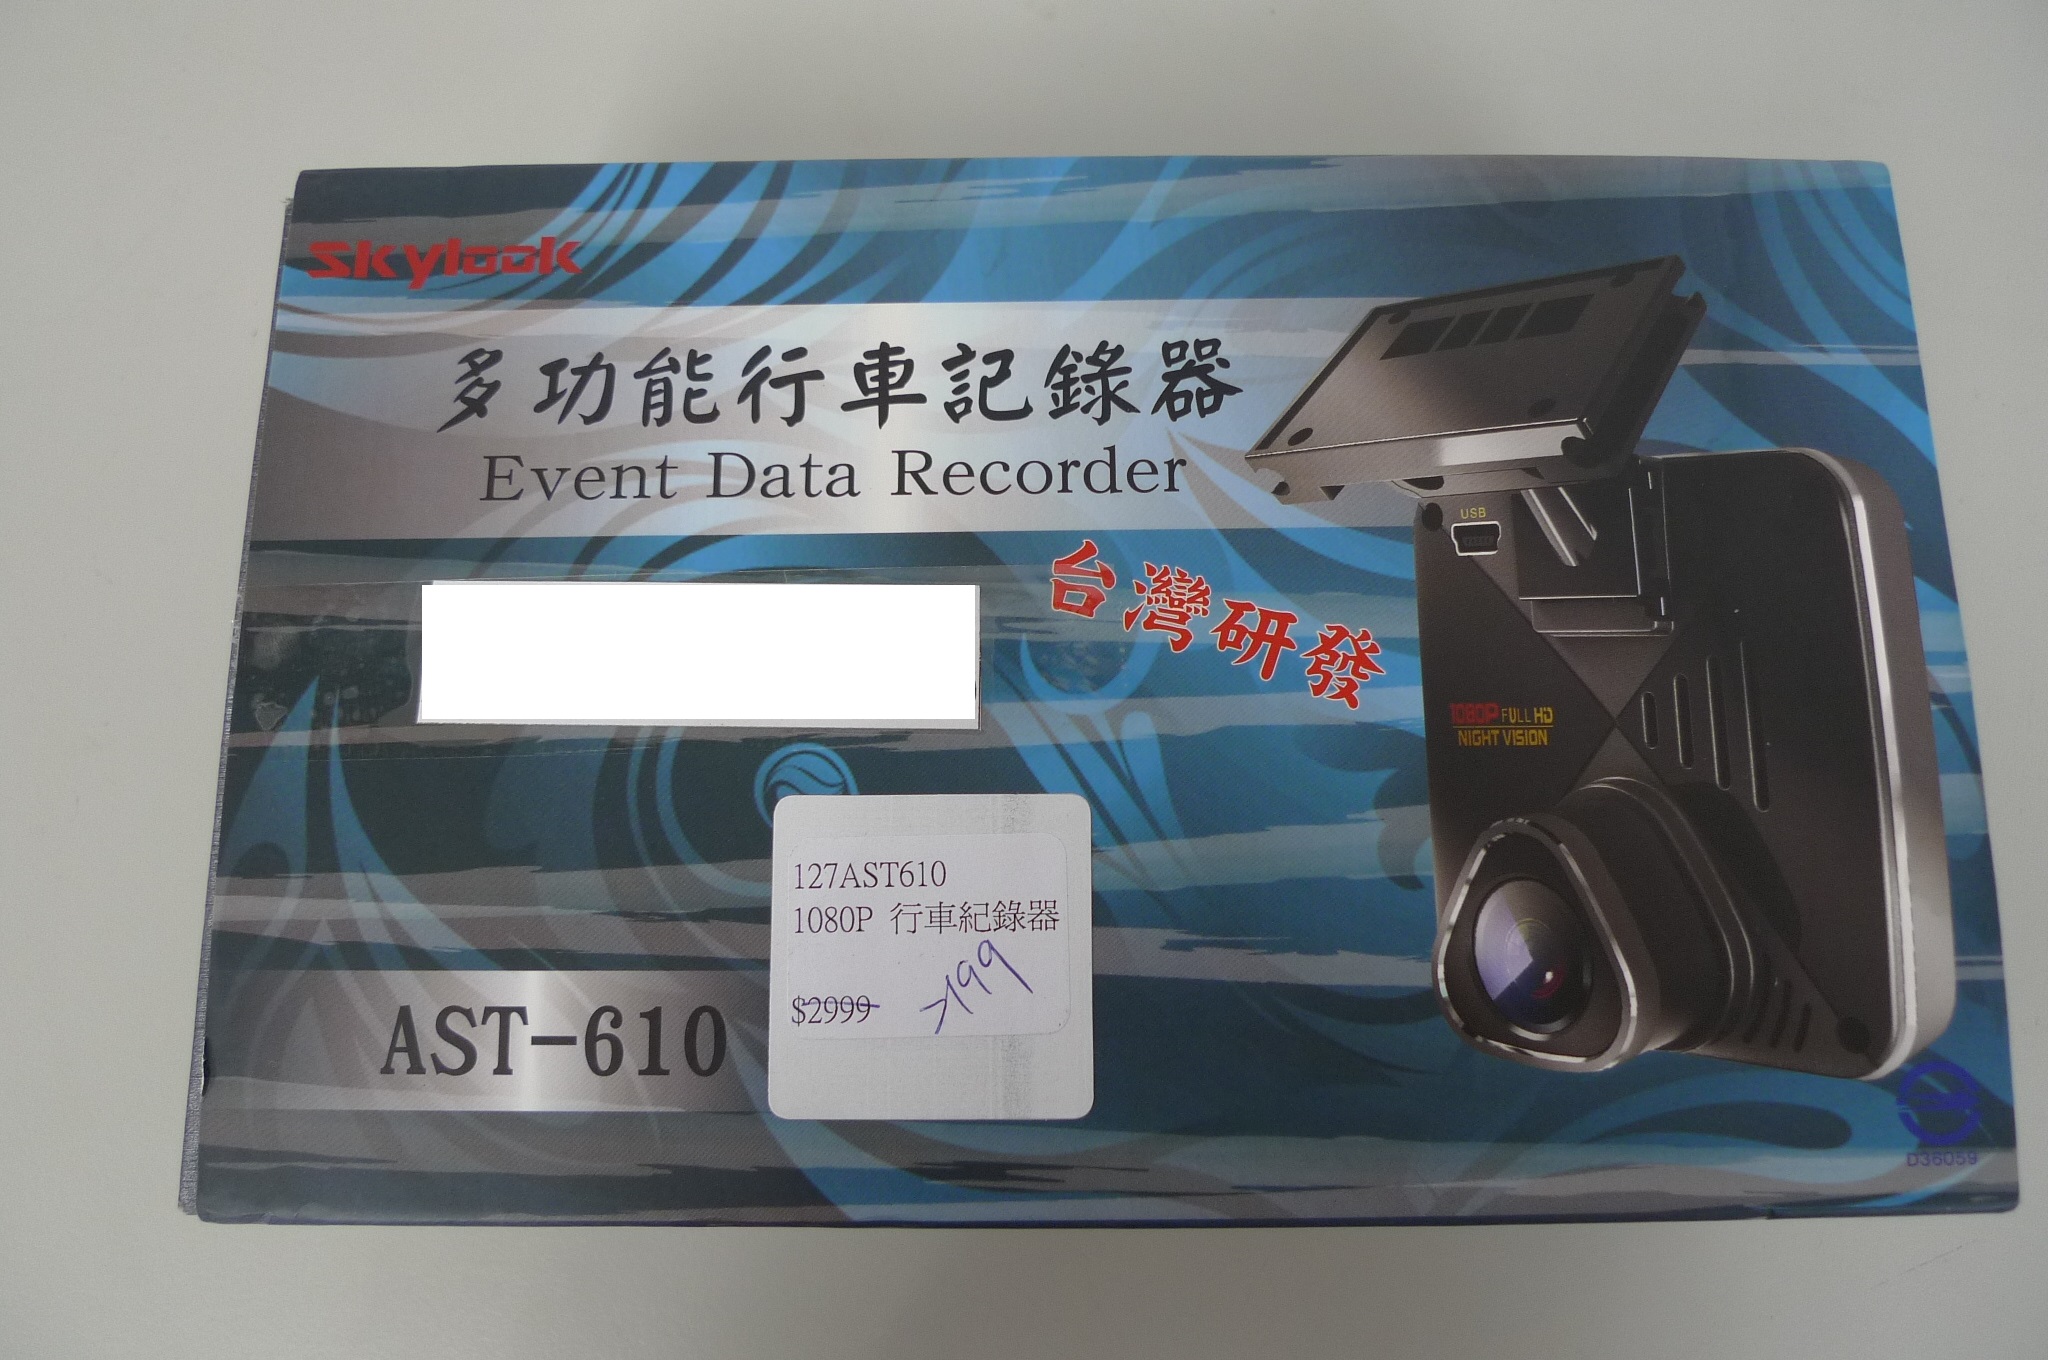 Skylook
多功能行車記錄器
Event Data Recorder
USB
台灣研發
1080P FULL HD
NIGHT VISION
127AST610
1080P 行車紀錄器
$2999
AST-610
D36059